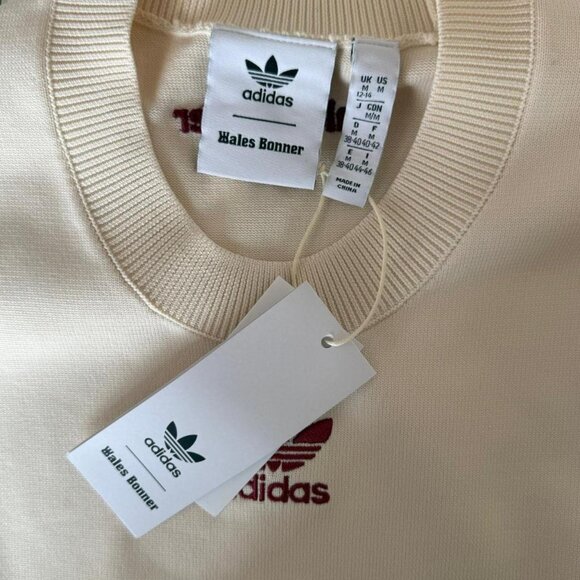 adidas
Wales Bonner
UK US
M M
12-14 M
J CDN
M M/M
D F
M M
38-40 40-42
E I
M M
38-40 44-46
MADE IN
CHINA
adidas
Wales Bonner
adidas